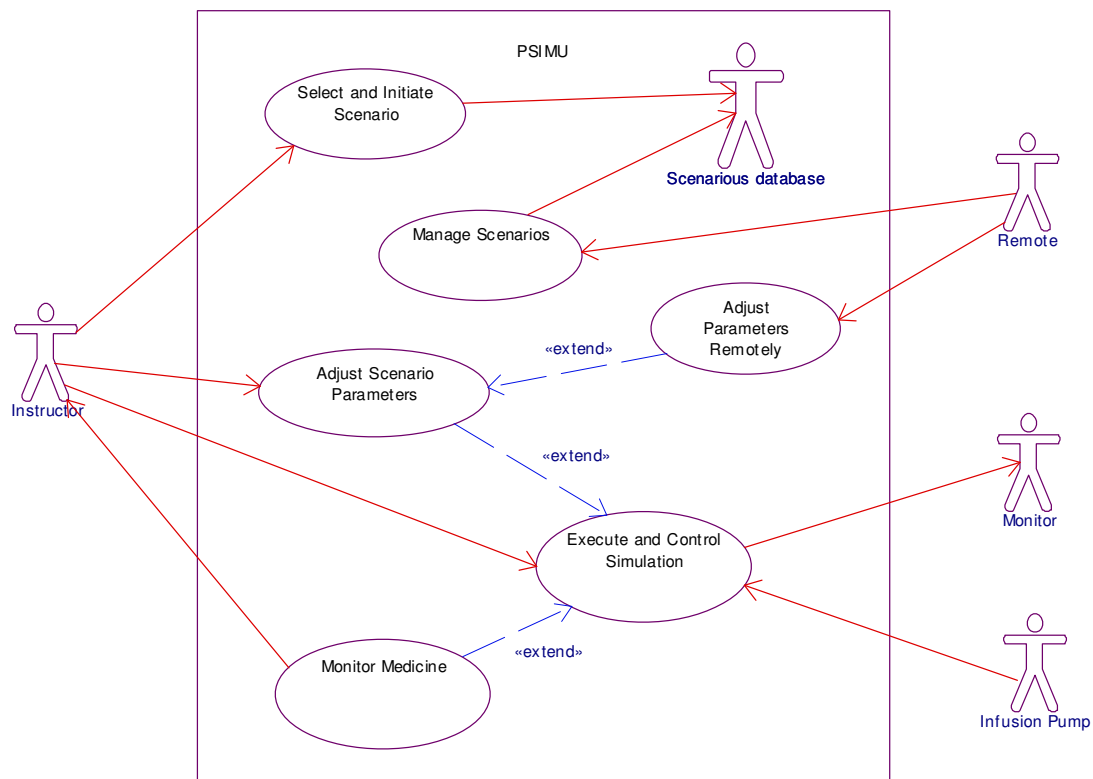 PSIMU
Select and Initiate
Scenario
Scenarious database
Manage Scenarios
Remote
Adjust
Parameters
Remotely
«extend»
Adjust Scenario
Parameters
Instructor
«extend»
Monitor
Execute and Control
Simulation
«extend»
Monitor Medicine
Infusion Pump